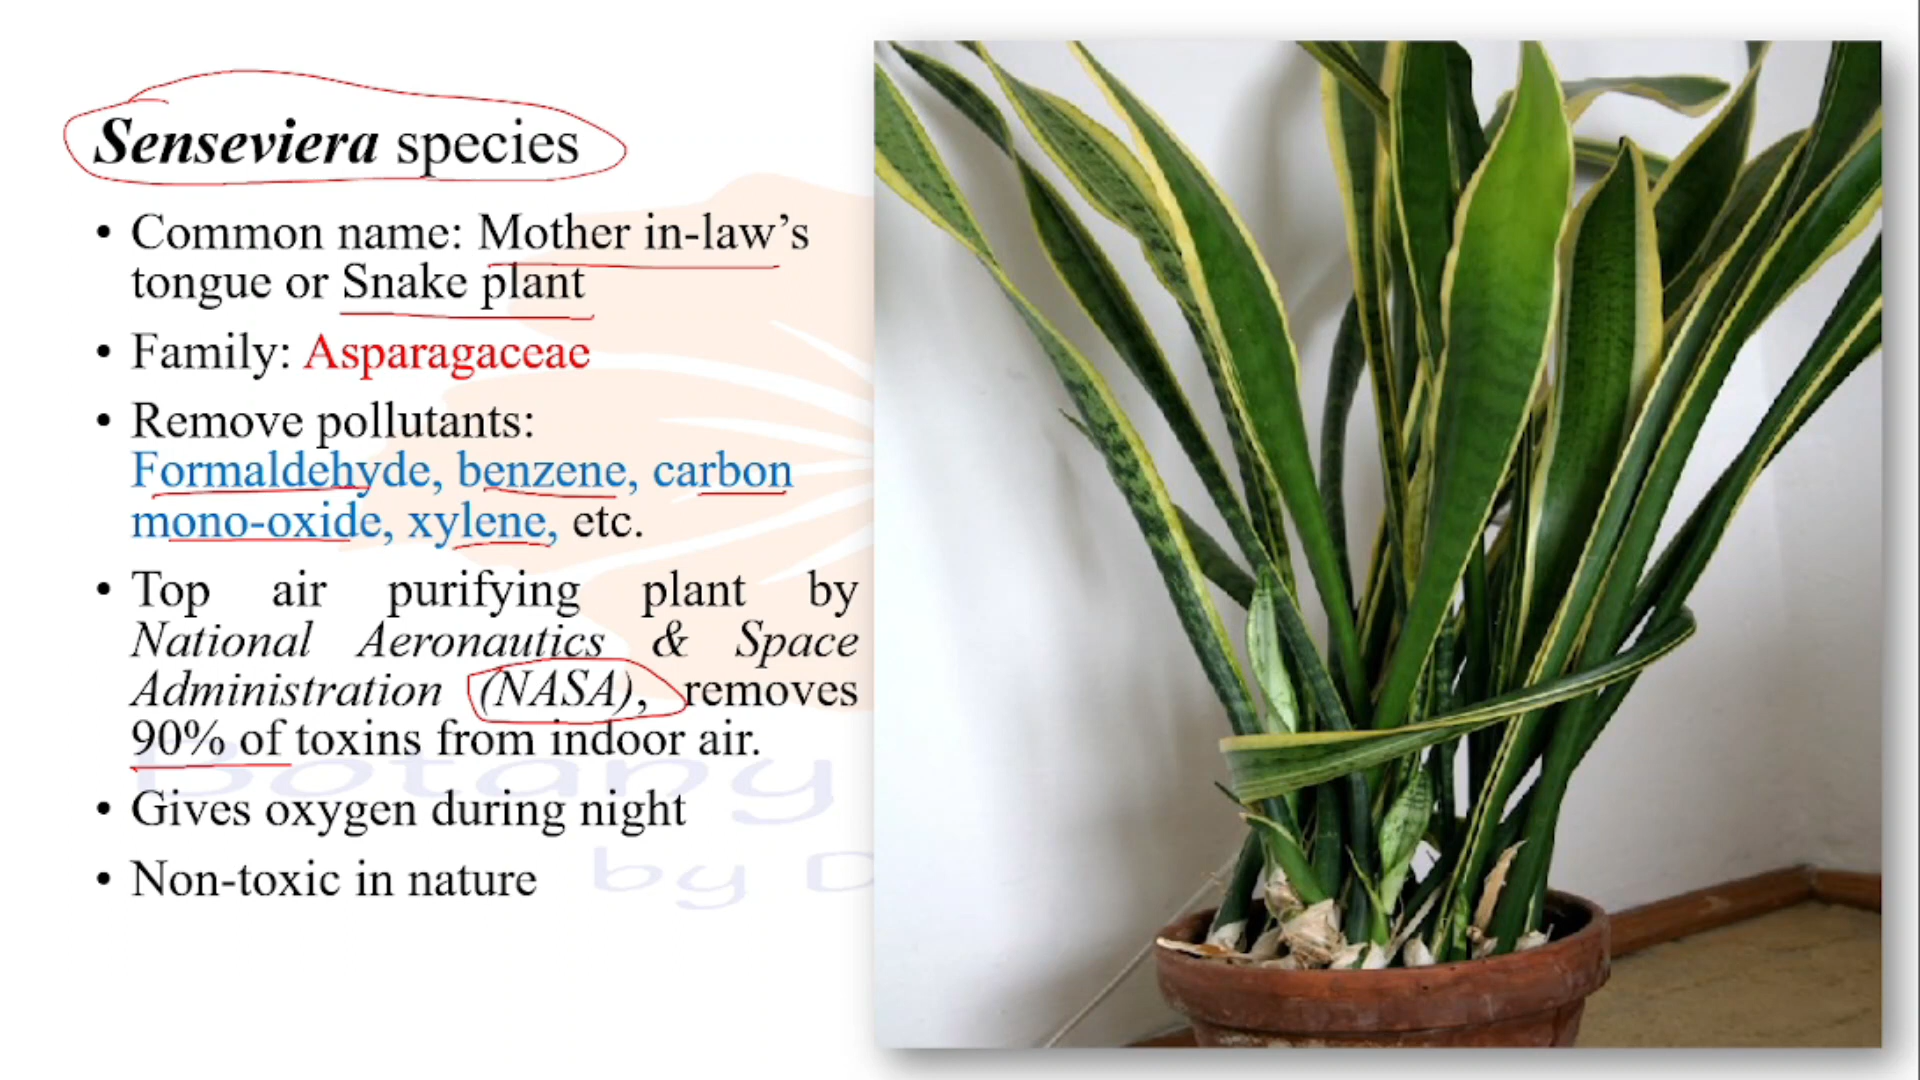 Senseviera species
• Common name: Mother in-law’s
tongue or Snake plant
• Family: Asparagaceae
• Remove pollutants:
Formaldehyde, benzene, carbon
mono-oxide, xylene, etc.
• Top air purifying plant by
National Aeronautics & Space
Administration (NASA), removes
90% of toxins from indoor air.
Botany
• Gives oxygen during night
by D
• Non-toxic in nature